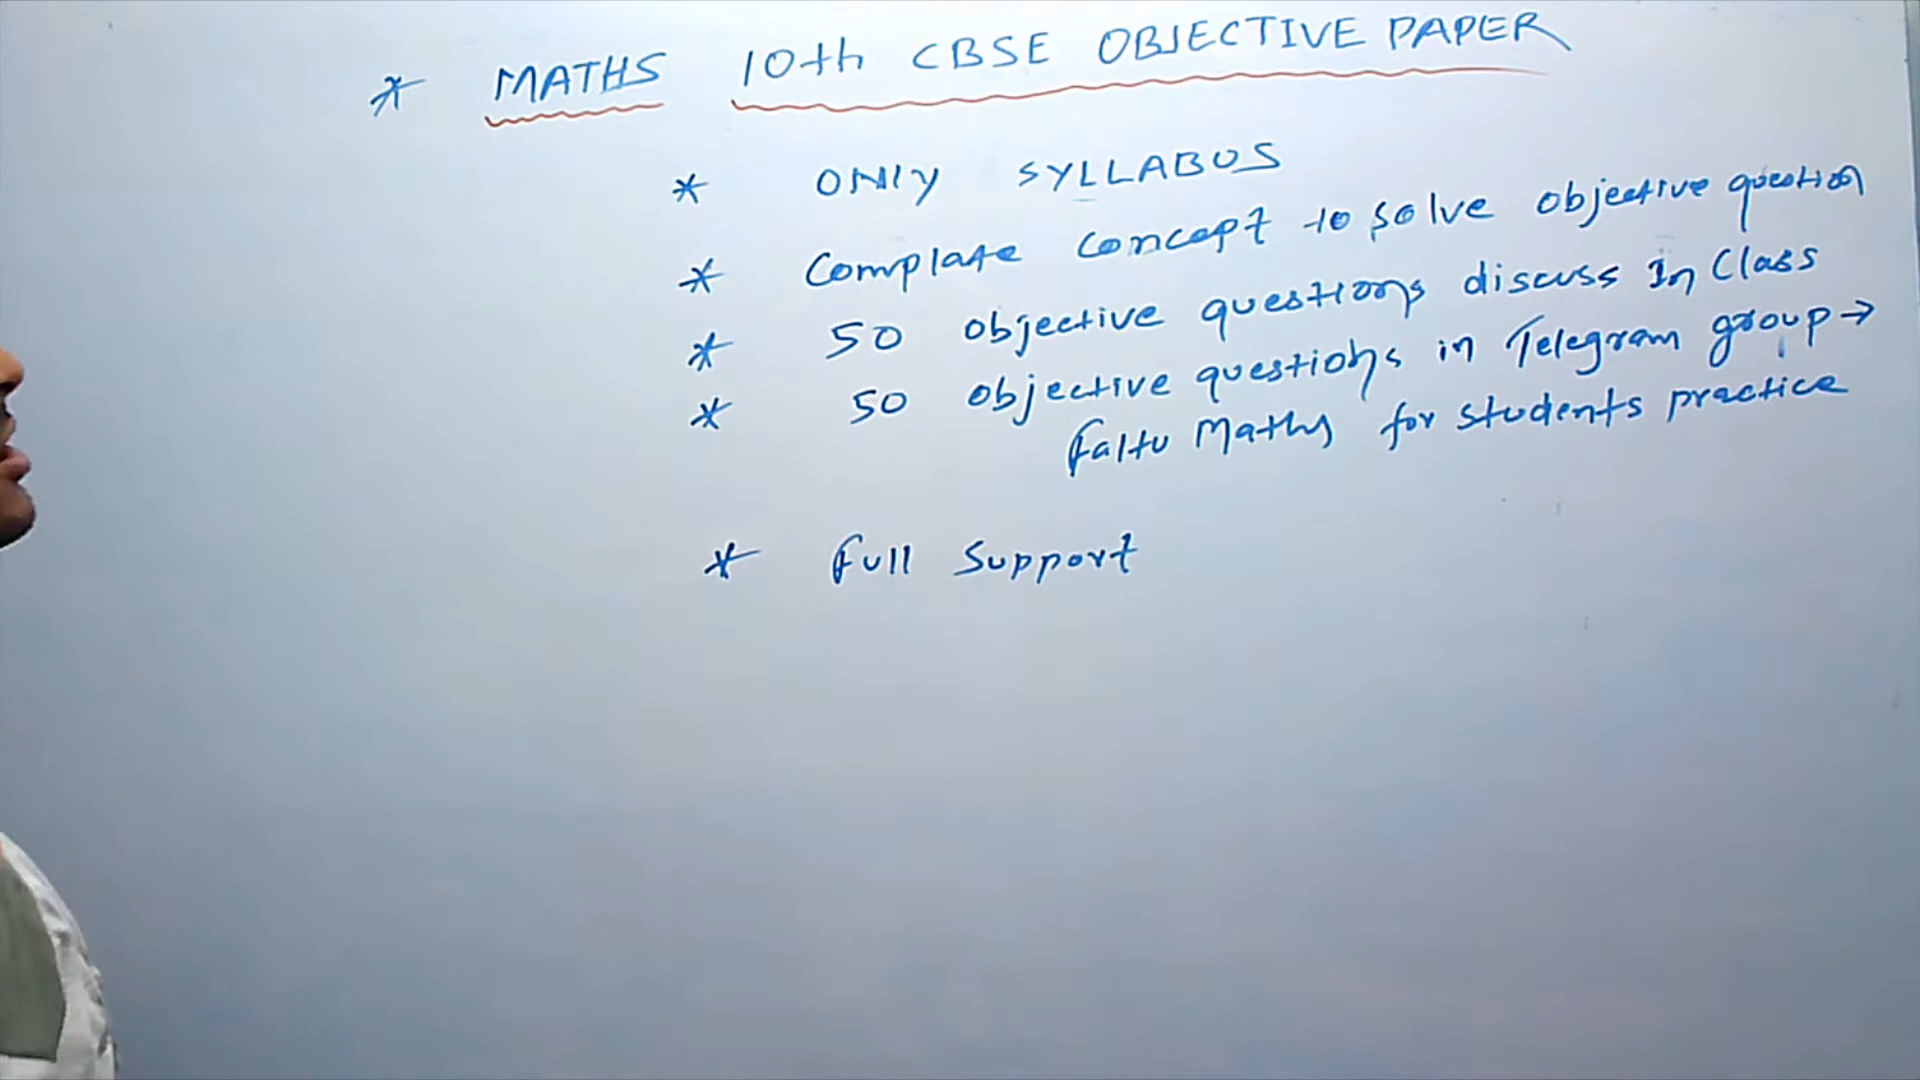 * MATHS 10th CBSE OBJECTIVE PAPER
* ONLY SYLLABUS
* Complate concept to solve objective question
* 50 objective questions discuss In Class
* 50 objective questions in Telegram group →
Faltu Maths for students practice
* Full Support